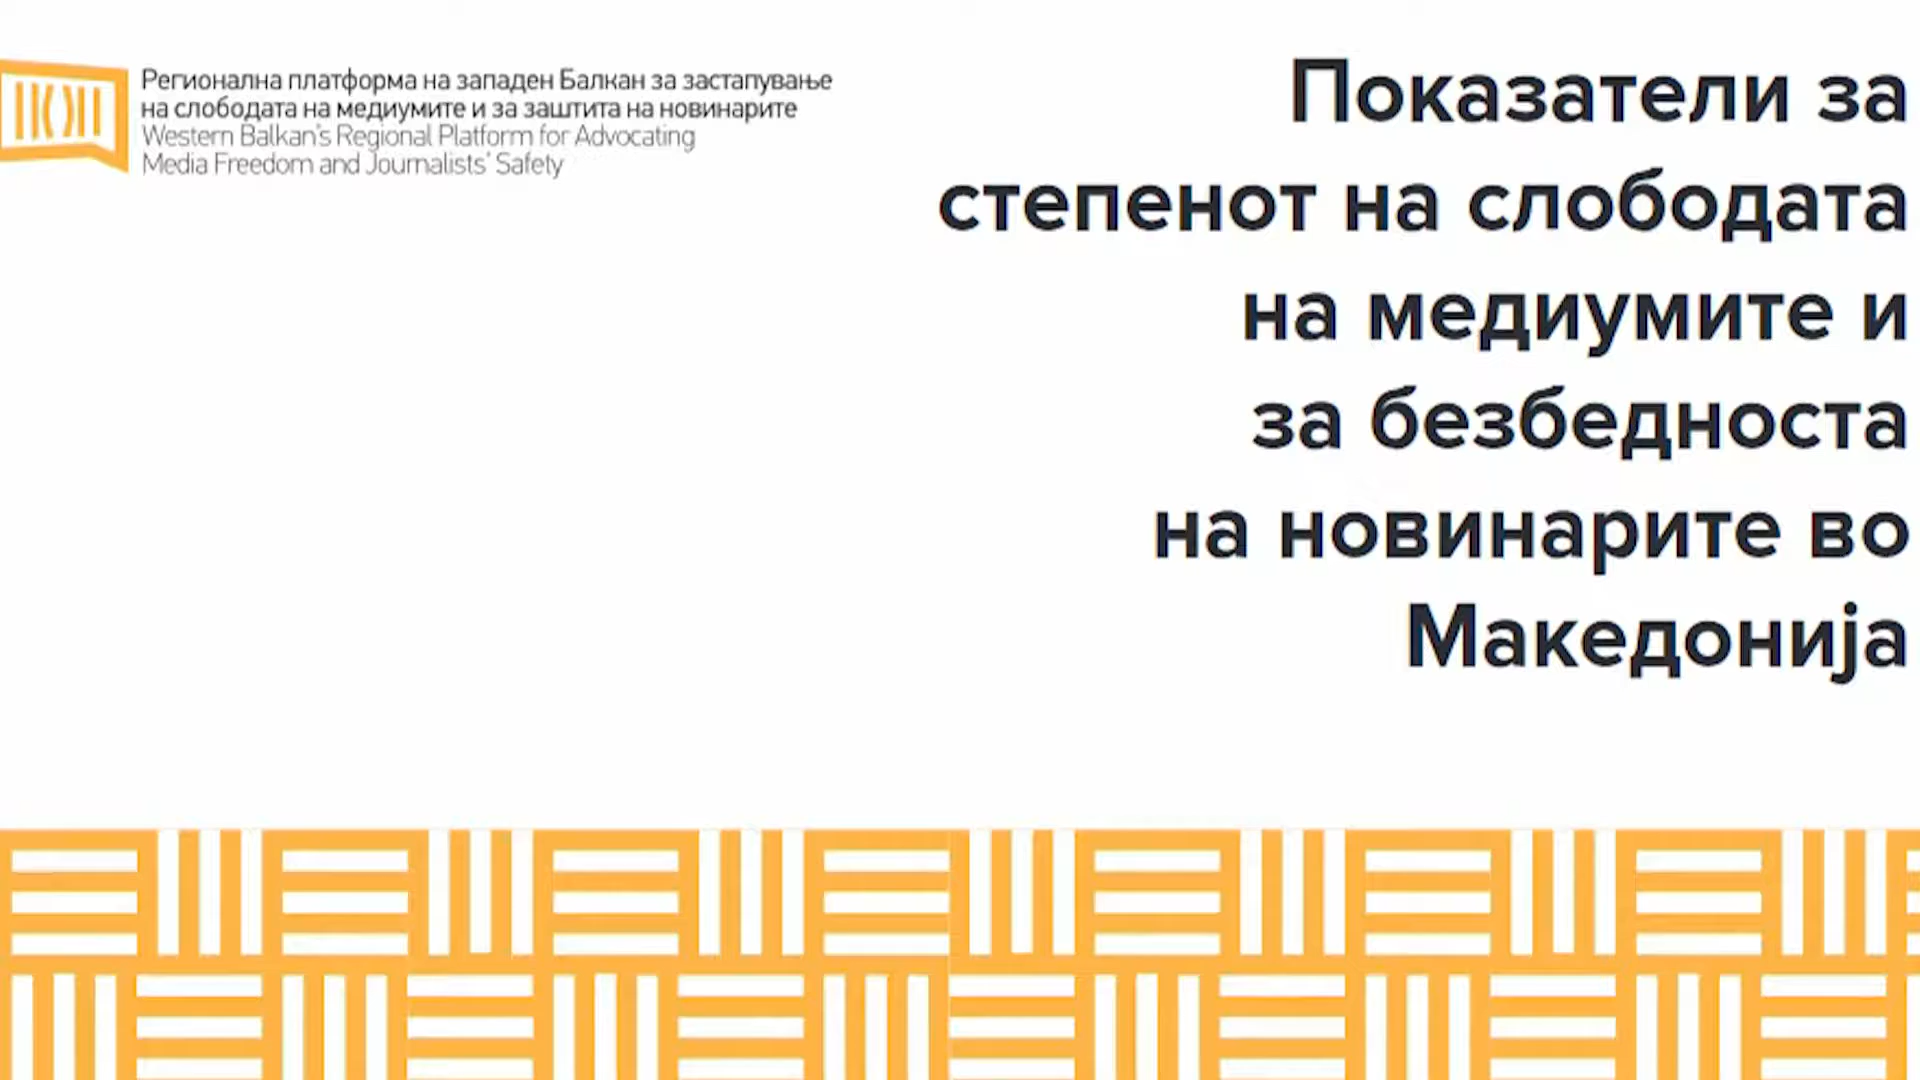 Регионална платформа на западен Балкан за застапување
на слободата на медиумите и за заштита на новинарите
Western Balkan's Regional Platform for Advocating
Media Freedom and Journalists' Safety
Показатели за
степенот на слободата
на медиумите и
за безбедноста
на новинарите во
Македонија